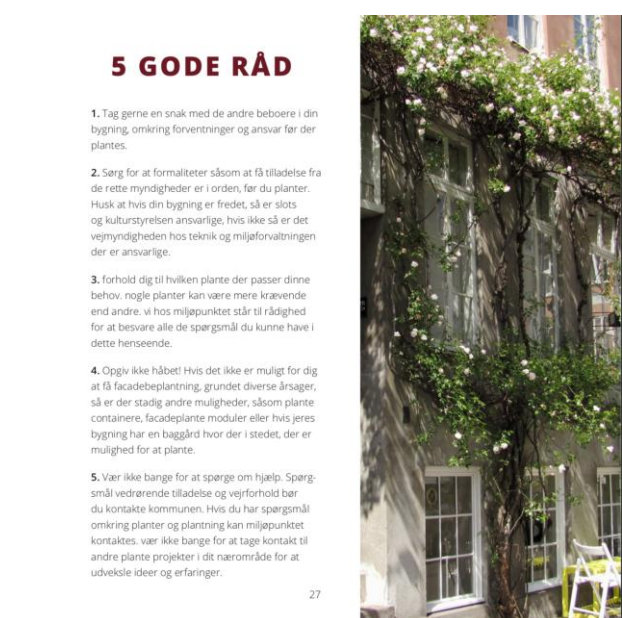 5 GODE RÅD
1. Tag gerne en snak med de andre beboere i din
bygning, omkring forventninger og ansvar før der
plantes.
2. Sørg for at formaliteter såsom at få tilladelse fra
de rette myndigheder er i orden, før du planter.
Husk at hvis din bygning er fredet, så er slots
og kulturstyrelsen ansvarlige, hvis ikke så er det
vejmyndigheden hos teknik og miljøforvaltningen
der er ansvarlige.
3. forhold dig til hvilken plante der passer dinne
behov. nogle planter kan være mere krævende
end andre. vi hos miljøpunktet står til rådighed
for at besvare alle de spørgsmål du kunne have i
dette henseende.
4. Opgiv ikke håbet! Hvis det ikke er muligt for dig
at få facadebeplantning, grundet diverse årsager,
så er der stadig andre muligheder, såsom plante
containere, facadeplante moduler eller hvis jeres
bygning har en baggård hvor der i stedet, der er
mulighed for at plante.
5. Vær ikke bange for at spørge om hjælp. Spørg-
smål vedrørende tilladelse og vejrforhold bør
du kontakte kommunen. Hvis du har spørgsmål
omkring planter og plantning kan miljøpunktet
kontaktes. vær ikke bange for at tage kontakt til
andre plante projekter i dit nærområde for at
udveksle ideer og erfaringer.
27